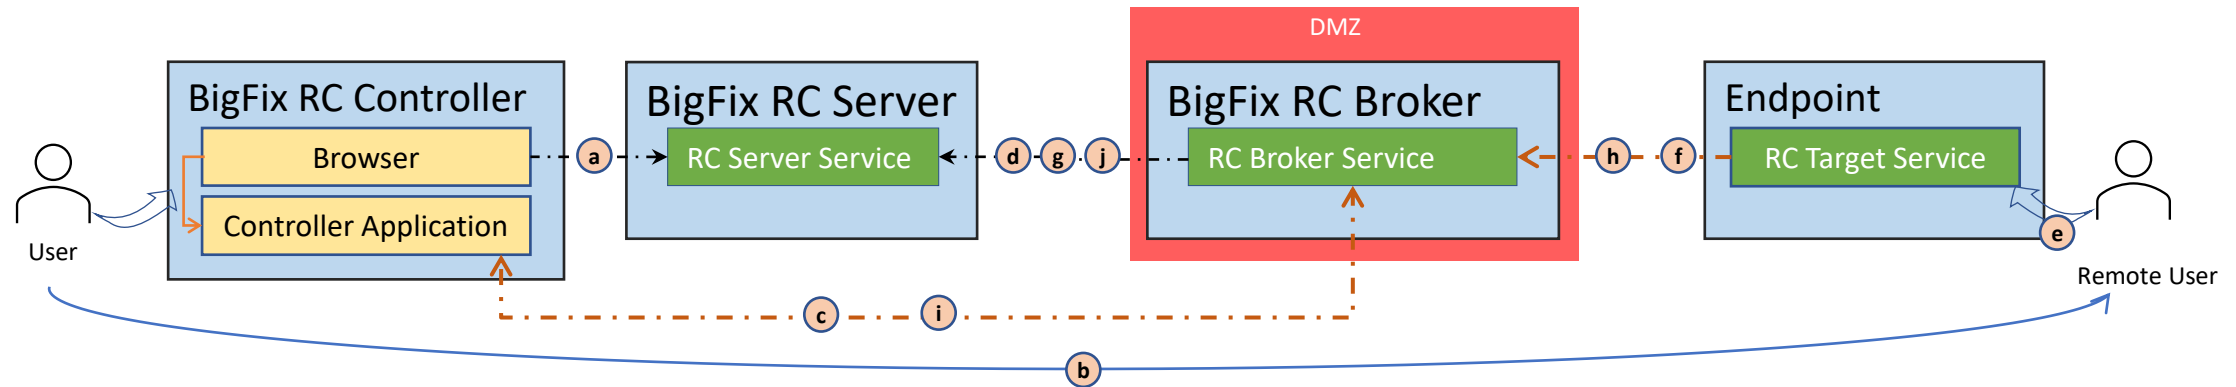 DMZ
BigFix RC Controller
BigFix RC Server
BigFix RC Broker
Endpoint
Browser
a
RC Server Service
d
g
j
RC Broker Service
h
f
RC Target Service
Controller Application
e
User
Remote User
c
i
b